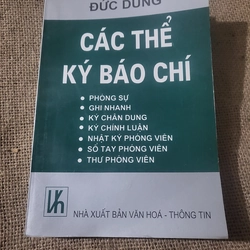 ĐỨC DŨNG
CÁC THỂ
KÝ BÁO CHÍ
PHÓNG SỰ
GHI NHANH
KÝ CHÂN DUNG
KÝ CHÍNH LUẬN
NHẬT KÝ PHÓNG VIÊN
SỔ TAY PHÓNG VIÊN
THƯ PHÓNG VIÊN
NHÀ XUẤT BẢN VĂN HOÁ - THÔNG TIN